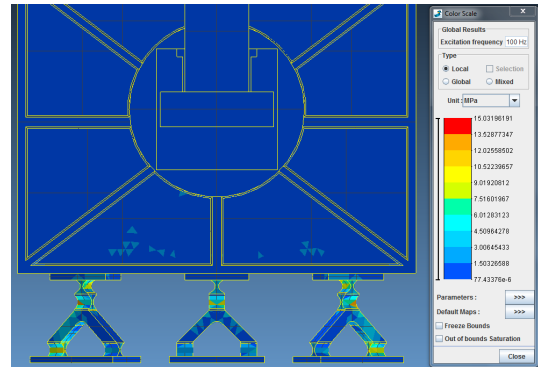 Color Scale
x
Global Results
Excitation frequency 100 Hz
Type
Local Selection
Global Mixed
Unit : MPa
15.03196191
13.52877347
12.02558502
10.52239657
9.01920812
7.51601967
6.01283123
4.50964278
3.00645433
1.50326588
77.43376e-6
Parameters : >>>
Default Maps : >>>
Freeze Bounds
Out of bounds Saturation
Close